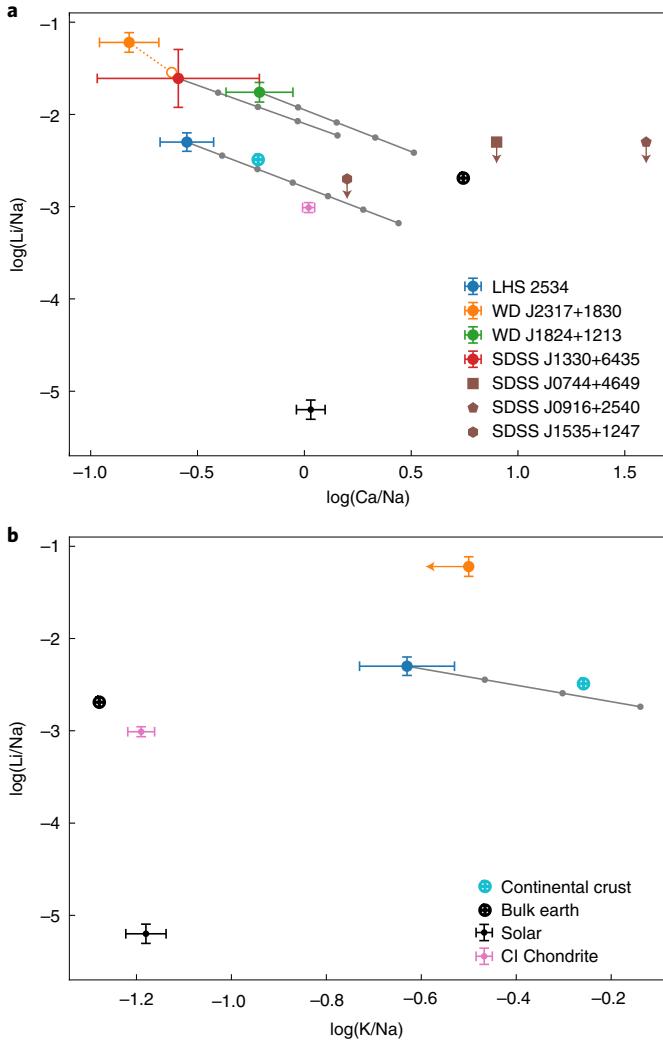 a
−1
−2
−3
−4
−5
log(Li/Na)
LHS 2534
WD J2317+1830
WD J1824+1213
SDSS J1330+6435
SDSS J0744+4649
SDSS J0916+2540
SDSS J1535+1247
−1.0
−0.5
0
0.5
1.0
1.5
log(Ca/Na)
b
−1
−2
−3
−4
−5
log(Li/Na)
Continental crust
Bulk earth
Solar
CI Chondrite
−1.2
−1.0
−0.8
−0.6
−0.4
−0.2
log(K/Na)